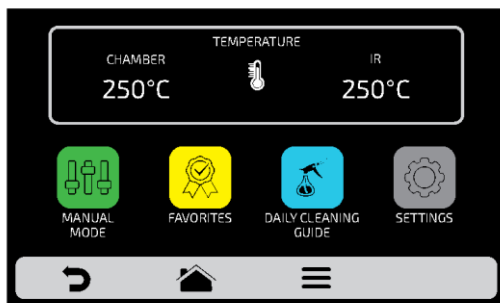 TEMPERATURE
CHAMBER IR
250°C 250°C
MANUAL MODE
FAVORITES
DAILY CLEANING GUIDE
SETTINGS